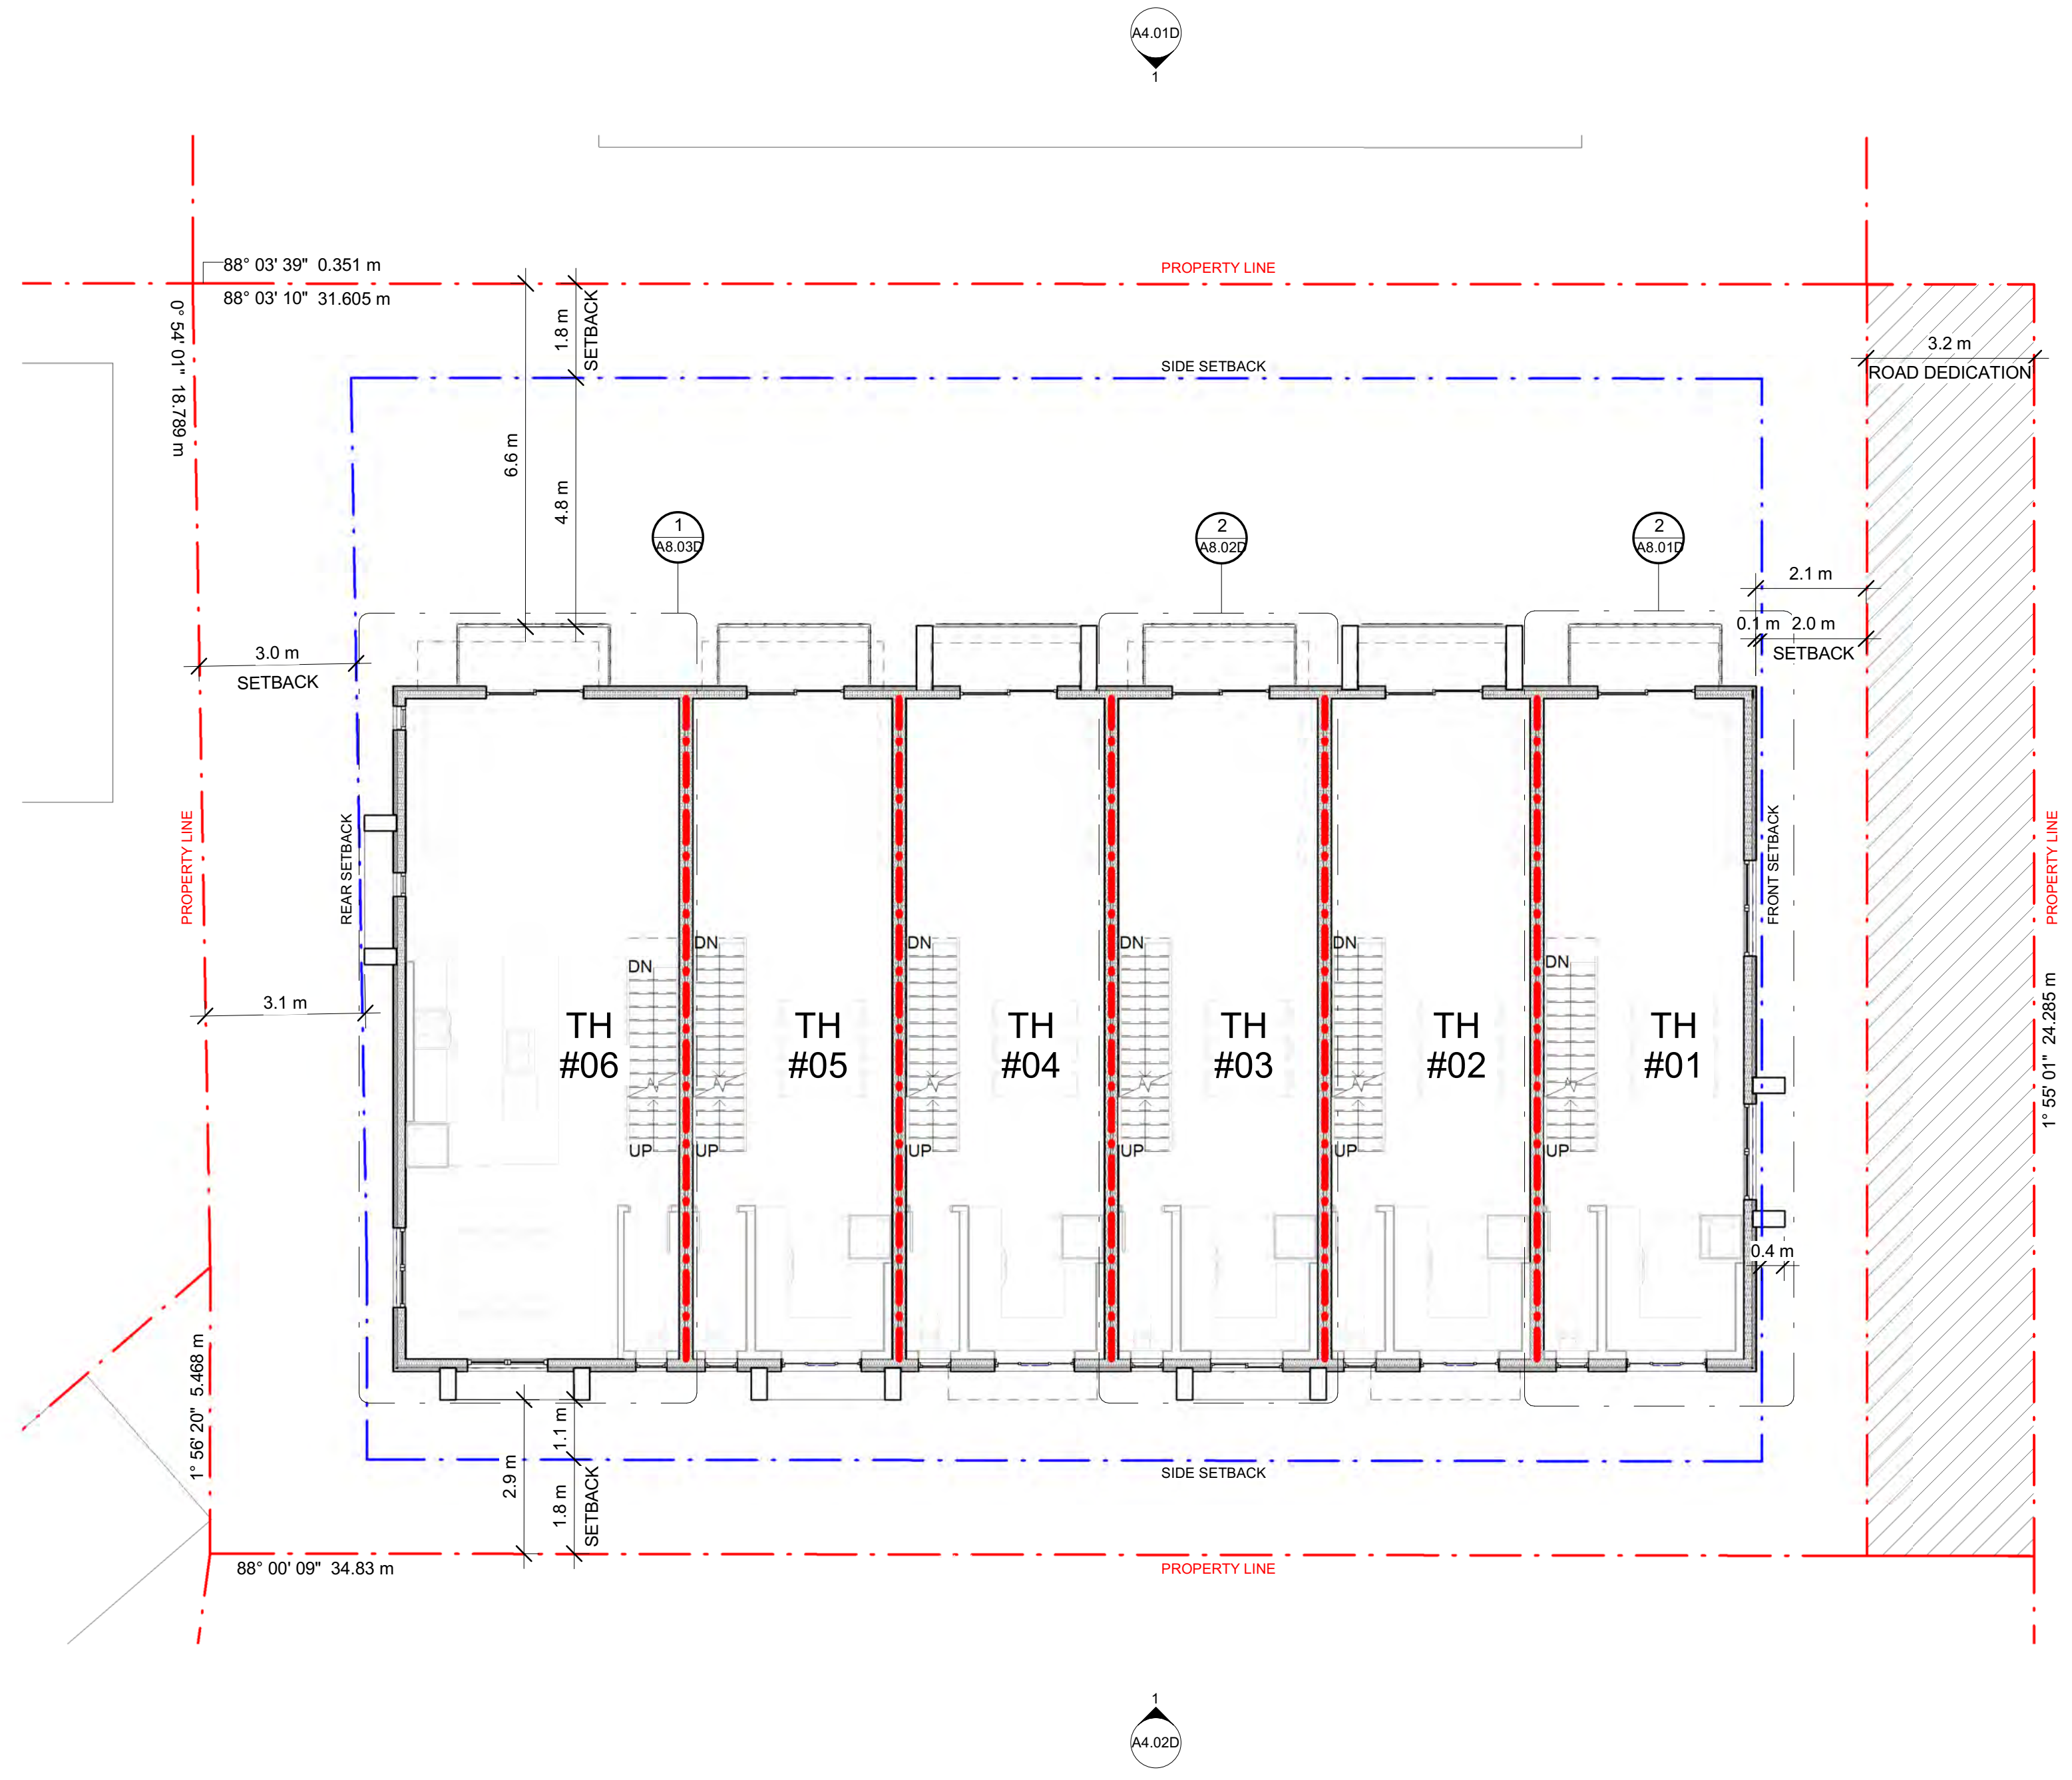 A4.01D
1
88° 03' 39" 0.351 m
PROPERTY LINE
88° 03' 10" 31.605 m
0° 54' 01" 18.789 m
1.8 m
SETBACK
3.2 m
ROAD DEDICATION
SIDE SETBACK
6.6 m
4.8 m
1
A8.03D
2
A8.02D
2
A8.01D
2.1 m
0.1 m 2.0 m
SETBACK
3.0 m
SETBACK
PROPERTY LINE
REAR SETBACK
FRONT SETBACK
PROPERTY LINE
DN
DN
DN
DN
DN
DN
3.1 m
TH
#06
TH
#05
TH
#04
TH
#03
TH
#02
TH
#01
1° 55' 01" 24.285 m
UP
UP
UP
UP
UP
UP
0.4 m
1° 56' 20" 5.468 m
1.1 m
2.9 m
1.8 m
SETBACK
SIDE SETBACK
88° 00' 09" 34.83 m
PROPERTY LINE
1
A4.02D